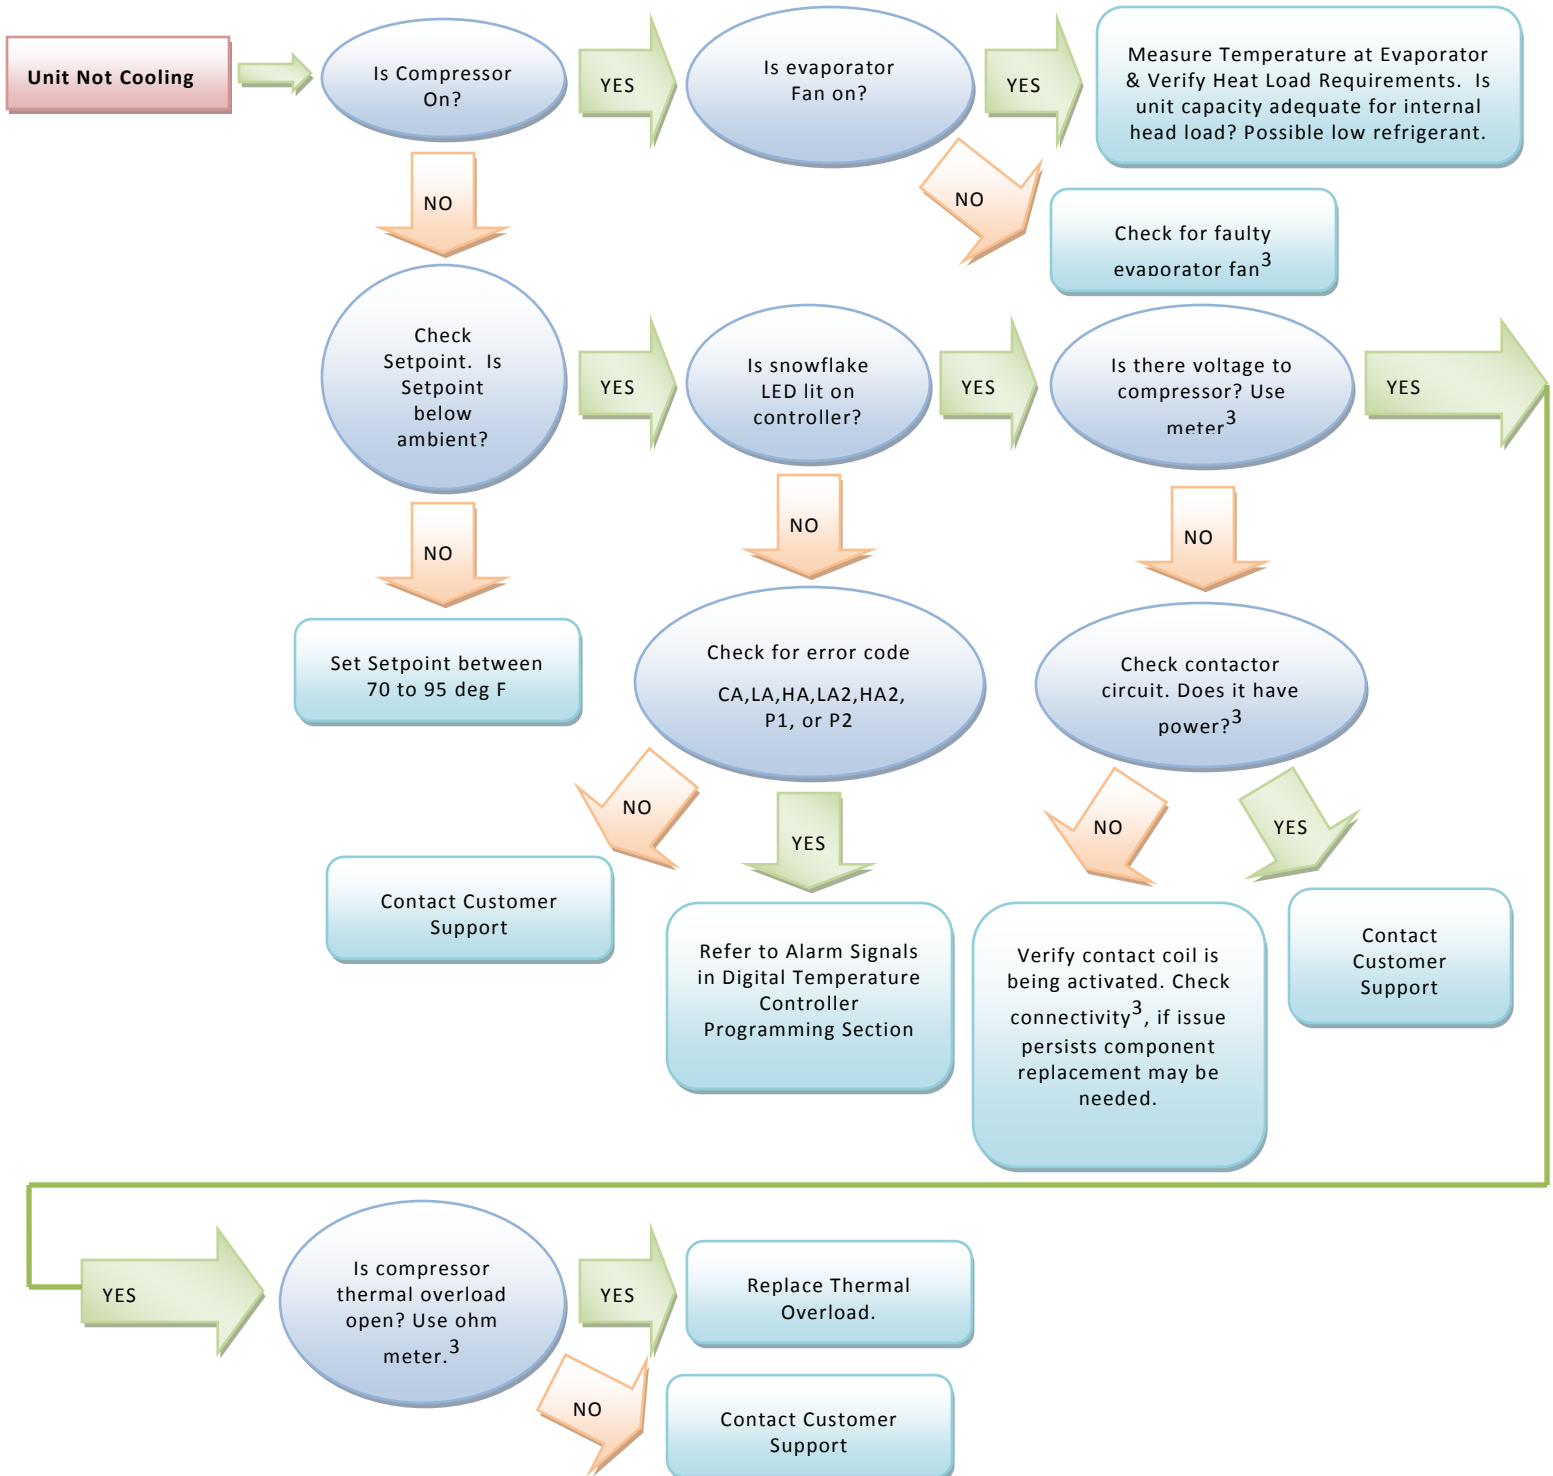 Unit Not Cooling
Is Compressor
On?
YES
Is evaporator
Fan on?
YES
Measure Temperature at Evaporator
& Verify Heat Load Requirements.  Is
unit capacity adequate for internal
head load? Possible low refrigerant.
NO
NO
Check for faulty
evaporator fan3
Check
Setpoint.  Is
Setpoint
below
ambient?
YES
Is snowflake
LED lit on
controller?
YES
Is there voltage to
compressor? Use
meter3
YES
NO
NO
NO
Set Setpoint between
70 to 95 deg F
Check for error code
CA,LA,HA,LA2,HA2,
P1, or P2
Check contactor
circuit. Does it have
power?3
NO
YES
NO
YES
Contact Customer
Support
Refer to Alarm Signals
in Digital Temperature
Controller
Programming Section
Verify contact coil is
being activated. Check
connectivity3, if issue
persists component
replacement may be
needed.
Contact
Customer
Support
YES
Is compressor
thermal overload
open? Use ohm
meter.3
YES
Replace Thermal
Overload.
NO
Contact Customer
Support